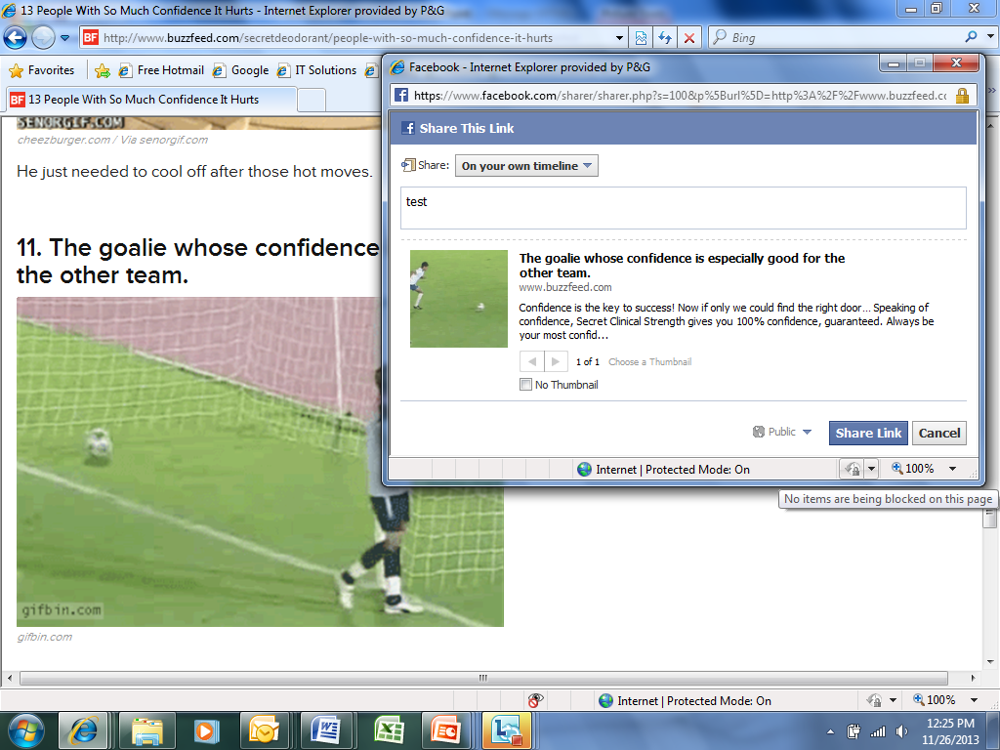 13 People With So Much Confidence It Hurts - Internet Explorer provided by P&G
BF http://www.buzzfeed.com/secretdeodorant/people-with-so-much-confidence-it-hurts
Bing
Favorites Free Hotmail Google IT Solutions
BF 13 People With So Much Confidence It Hurts
SENORGIF.COM
cheezburger.com / Via senorgif.com
He just needed to cool off after those hot moves.
11. The goalie whose confidence
the other team.
gifbin.com
gifbin.com
Facebook - Internet Explorer provided by P&G
https://www.facebook.com/sharer/sharer.php?s=100&p%5Burl%5D=http%3A%2F%2Fwww.buzzfeed.cc
Share This Link
Share: On your own timeline
test
The goalie whose confidence is especially good for the
other team.
www.buzzfeed.com
Confidence is the key to success! Now if only we could find the right door... Speaking of
confidence, Secret Clinical Strength gives you 100% confidence, guaranteed. Always be
your most confid...
1 of 1 Choose a Thumbnail
No Thumbnail
Public Share Link Cancel
Internet | Protected Mode: On 100%
No items are being blocked on this page
Internet | Protected Mode: On 100%
12:25 PM
11/26/2013